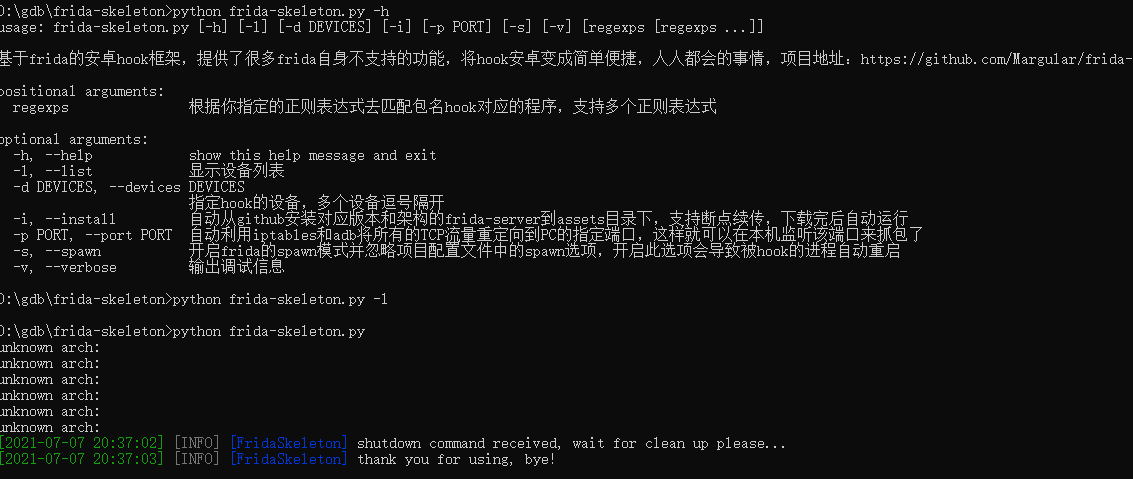 D:\gdb\frida-skeleton>python frida-skeleton.py -h
usage: frida-skeleton.py [-h] [-l] [-d DEVICES] [-i] [-p PORT] [-s] [-v] [regexps [regexps ...]]
基于frida的安卓hook框架，提供了很多frida自身不支持的功能，将hook安卓变成简单便捷，人人都会的事情，项目地址：https://github.com/Margular/frida-
positional arguments:
regexps 根据你指定的正则表达式去匹配包名hook对应的程序，支持多个正则表达式
optional arguments:
-h, --help show this help message and exit
-l, --list 显示设备列表
-d DEVICES, --devices DEVICES
指定hook的设备，多个设备逗号隔开
-i, --install 自动从github安装对应版本和架构的frida-server到assets目录下，支持断点续传，下载完后自动运行
-p PORT, --port PORT 自动利用iptables和adb将所有的TCP流量重定向到PC的指定端口，这样就可以在本机监听该端口来抓包了
-s, --spawn 开启frida的spawn模式并忽略项目配置文件中的spawn选项，开启此选项会导致被hook的进程自动重启
-v, --verbose 输出调试信息
D:\gdb\frida-skeleton>python frida-skeleton.py -l
D:\gdb\frida-skeleton>python frida-skeleton.py
unknown arch:
unknown arch:
unknown arch:
unknown arch:
unknown arch:
unknown arch:
[2021-07-07 20:37:02] [INFO] [FridaSkeleton] shutdown command received, wait for clean up please...
[2021-07-07 20:37:03] [INFO] [FridaSkeleton] thank you for using, bye!